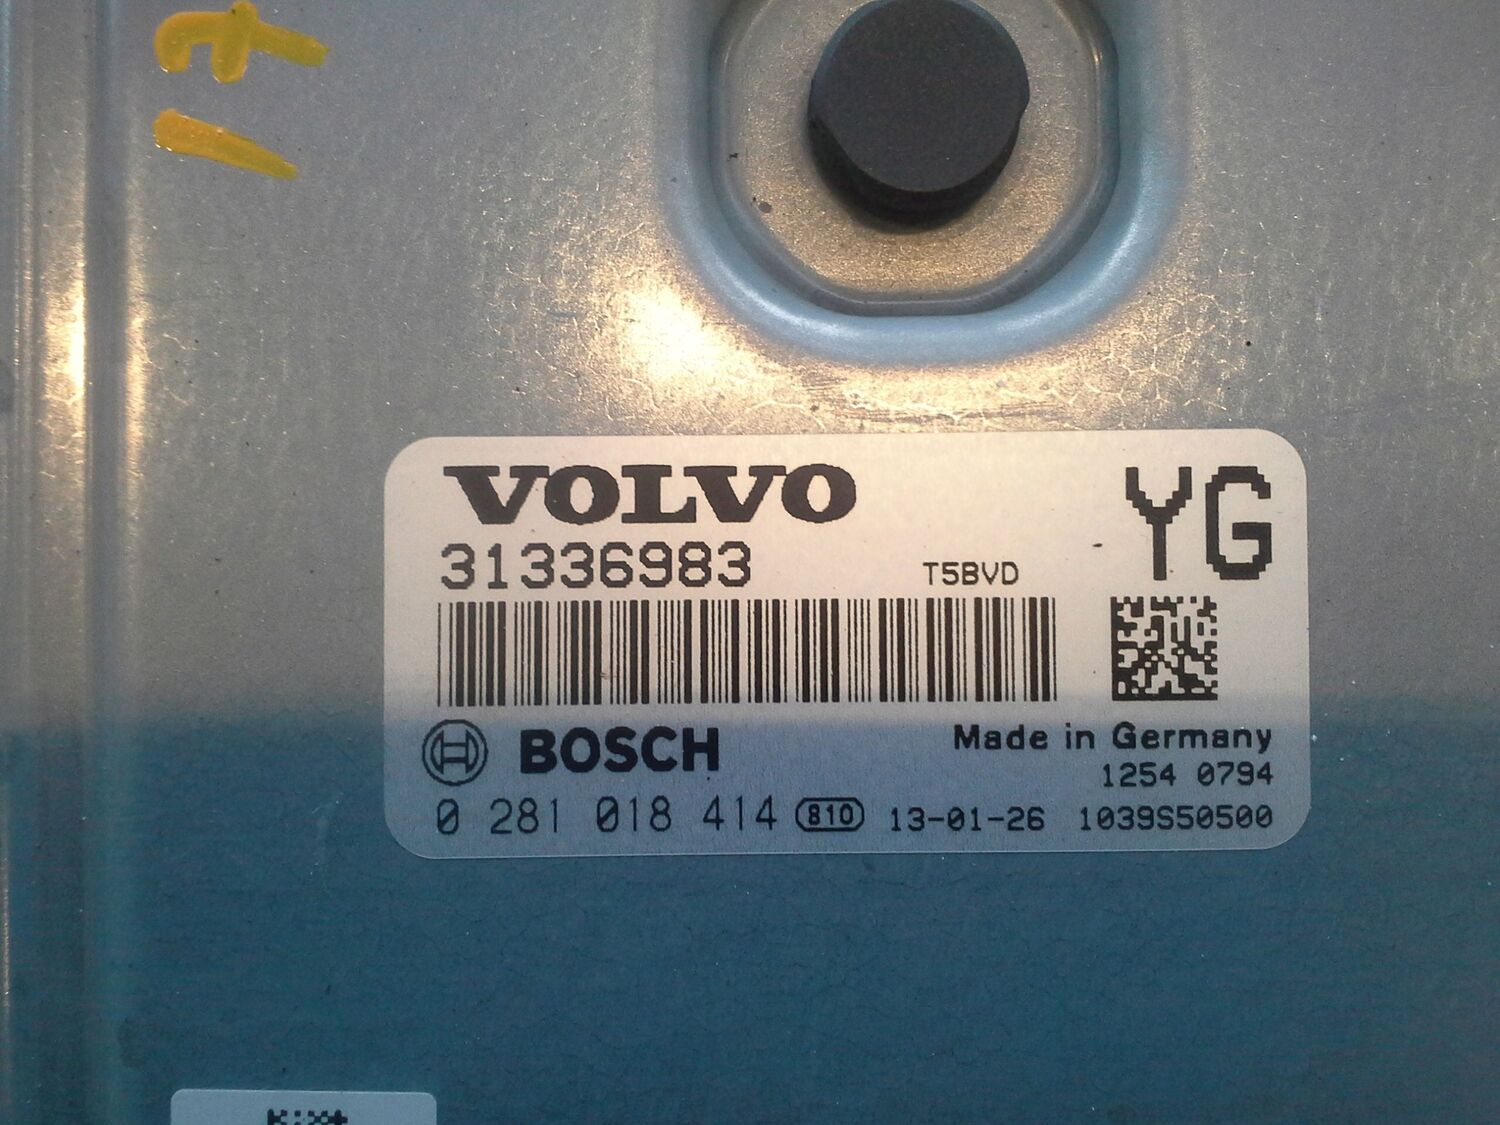 17
VOLVO
YG
31336983
T5BVD
BOSCH
Made in Germany
1254 0794
0 281 018 414 810 13-01-26 1039S50500